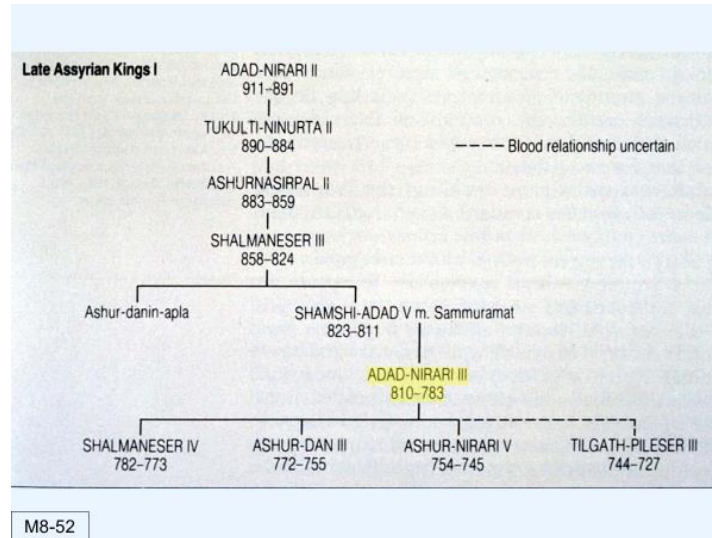 Late Assyrian Kings I
ADAD-NIRARI II
911–891
TUKULTI-NINURTA II
890–884
Blood relationship uncertain
ASHURNASIRPAL II
883–859
SHALMANESER III
858–824
Ashur-danin-apla
SHAMSHI-ADAD V m. Sammuramat
823–811
ADAD-NIRARI III
810–783
SHALMANESER IV
782–773
ASHUR-DAN III
772–755
ASHUR-NIRARI V
754–745
TILGATH-PILESER III
744–727
M8-52